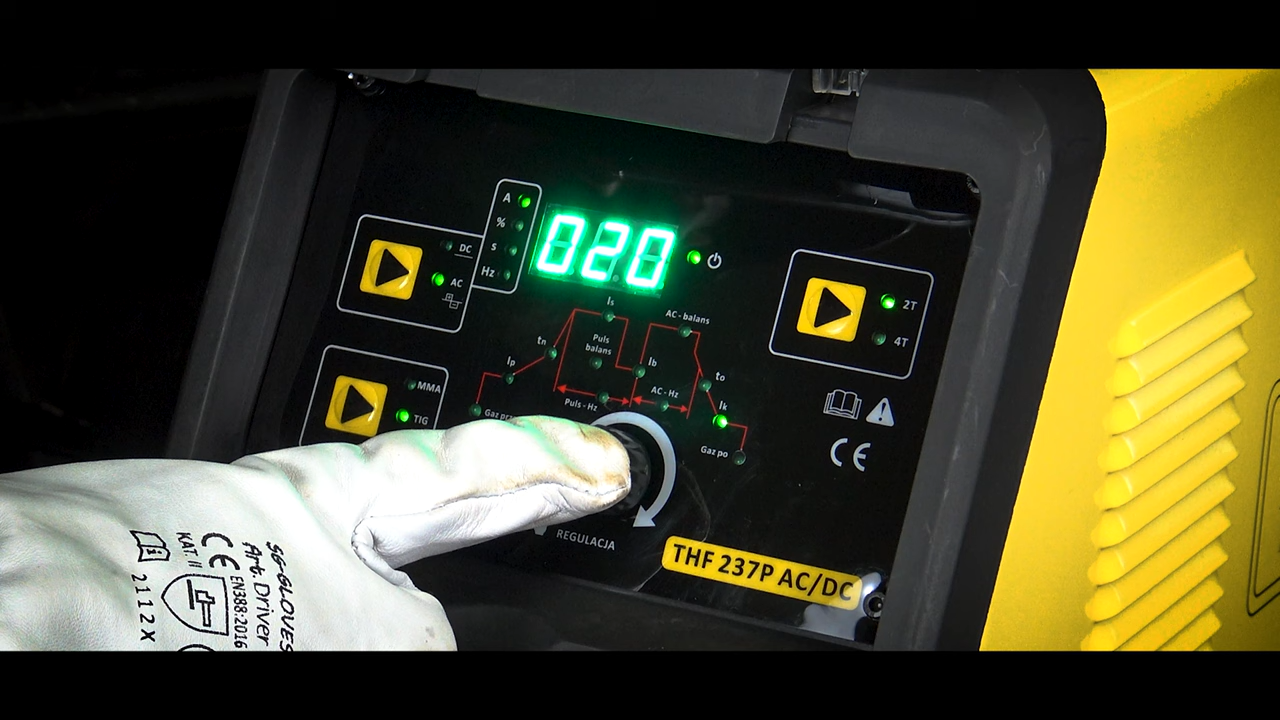 A
%
s
Hz
020
DC
AC
2T
4T
MMA
TIG
Is
AC - balans
tn
Puls
balans
Ip
Ib
to
AC - Hz
Puls - Hz
Ik
Gaz po
CE
REGULACJA
THF 237P AC/DC
SG-GLOVES
Art. Driver
EN388:2016
CE
KAT. II
2112X